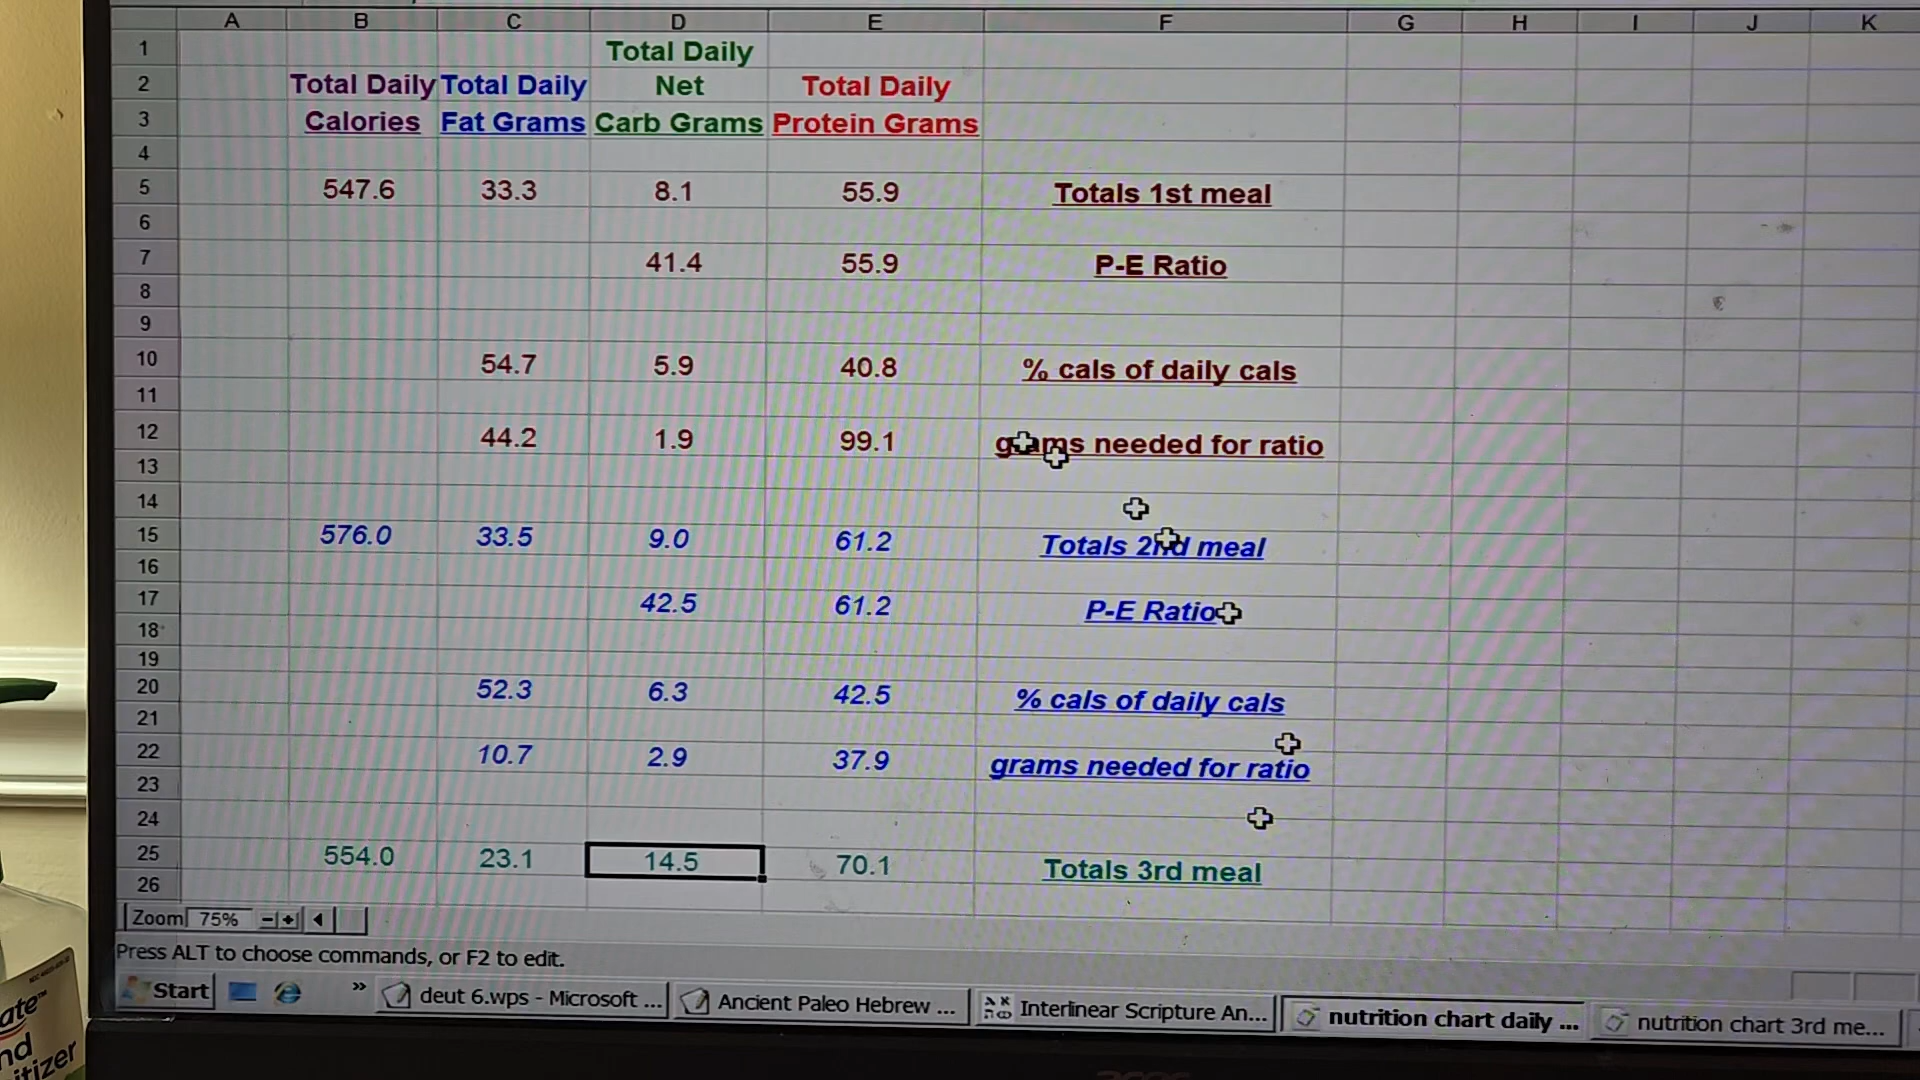 A B C D E F G H I J K
1 Total Daily
2 Total Daily Total Daily Net Total Daily
3 Calories Fat Grams Carb Grams Protein Grams
4
5 547.6 33.3 8.1 55.9 Totals 1st meal
6
7 41.4 55.9 P-E Ratio
8
9
10 54.7 5.9 40.8 % cals of daily cals
11
12 44.2 1.9 99.1 grams needed for ratio
13
14
15 576.0 33.5 9.0 61.2 Totals 2nd meal
16
17 42.5 61.2 P-E Ratio
18
19
20 52.3 6.3 42.5 % cals of daily cals
21
22 10.7 2.9 37.9 grams needed for ratio
23
24
25 554.0 23.1 14.5 70.1 Totals 3rd meal
26
Zoom 75%
Press ALT to choose commands, or F2 to edit.
Start » deut 6.wps - Microsoft ... Ancient Paleo Hebrew ... Interlinear Scripture An... nutrition chart daily ... nutrition chart 3rd me...
ate™
nd
itizer